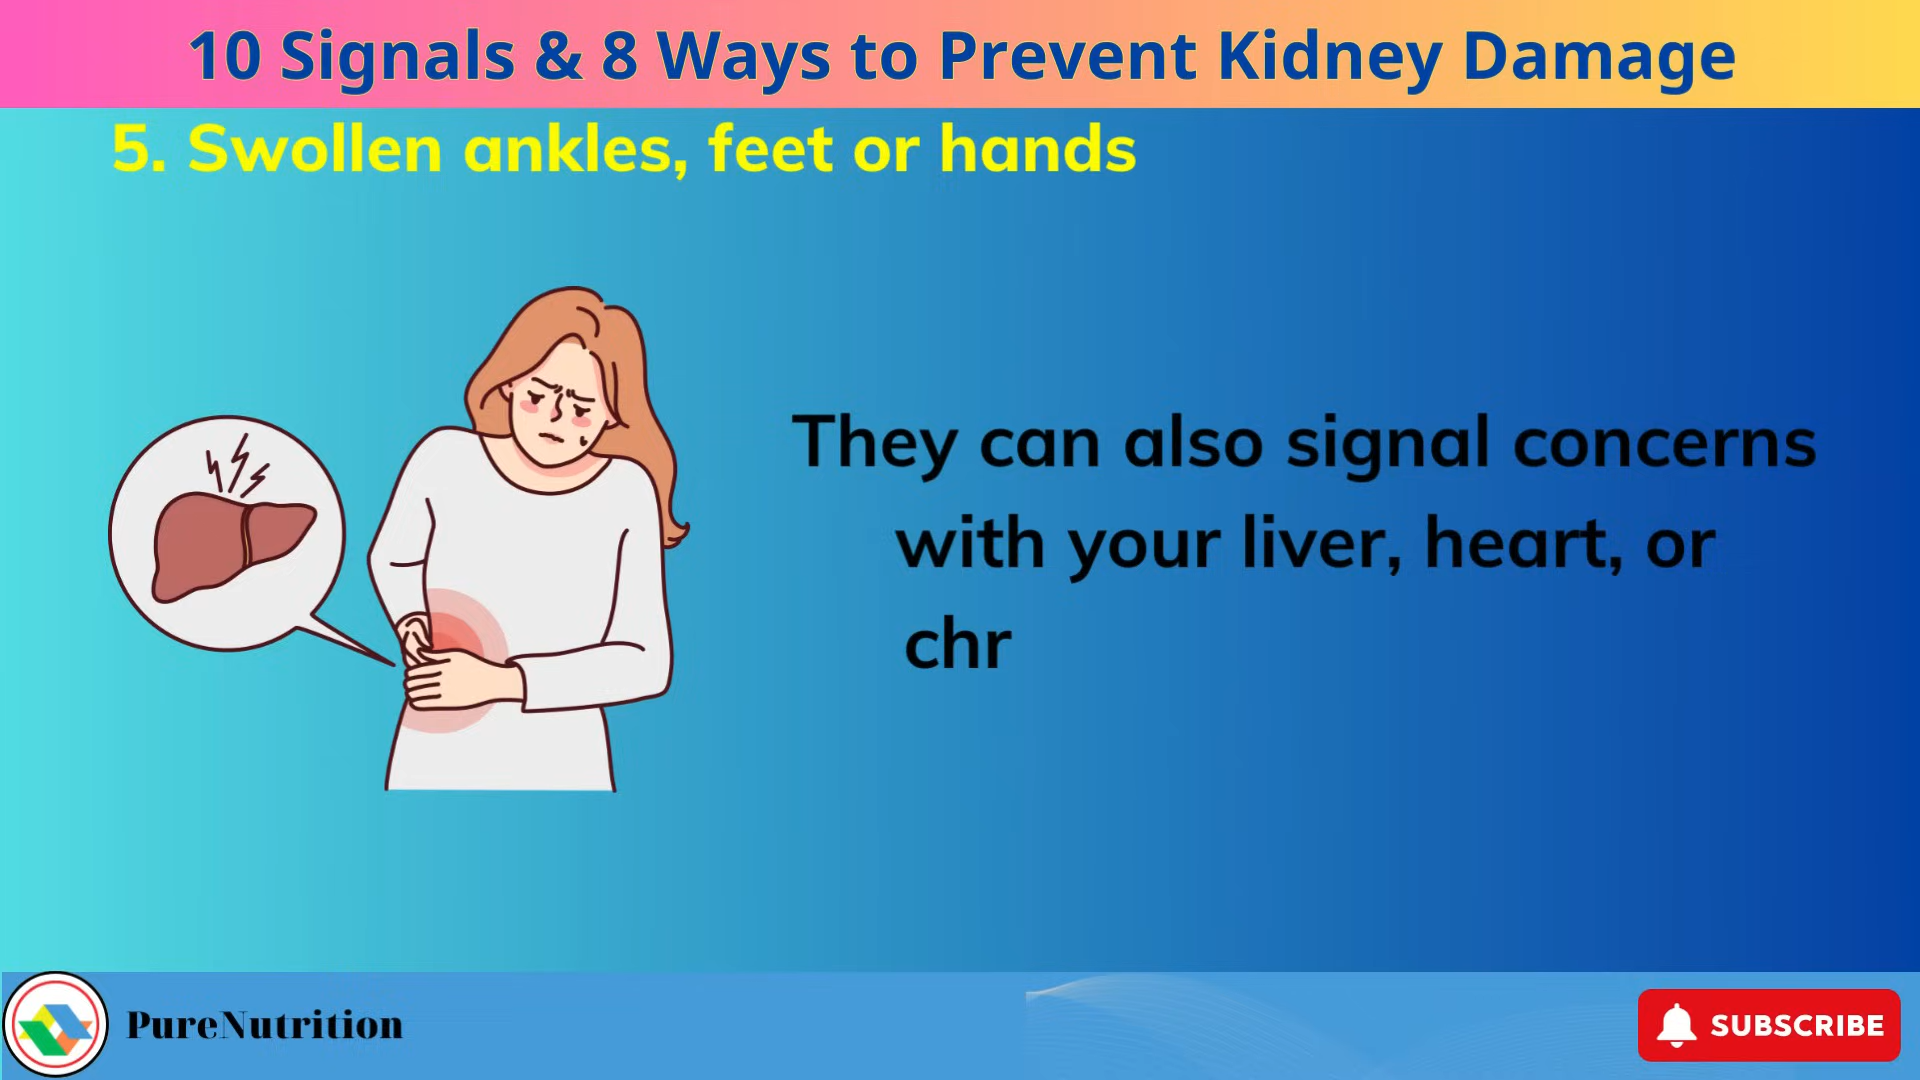 10 Signals & 8 Ways to Prevent Kidney Damage
5. Swollen ankles, feet or hands
They can also signal concerns
with your liver, heart, or
chr
PureNutrition
SUBSCRIBE